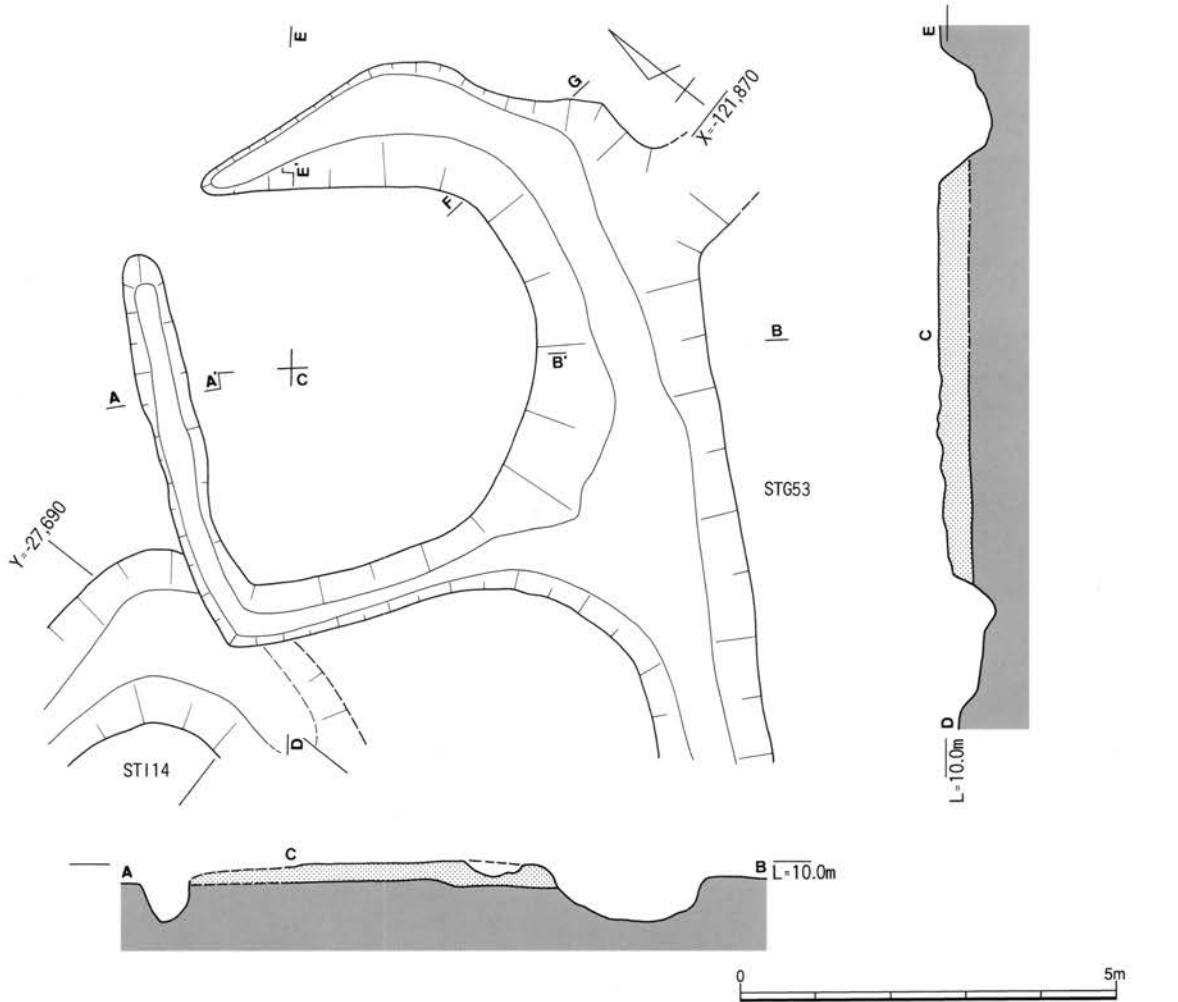 E
E
G
X=-121,870
E'
F
C
B
B'
A'
A
C
STG53
Y=-27,690
D
STI14
D
L=10.0m
C
A
B
L=10.0m
0
5m